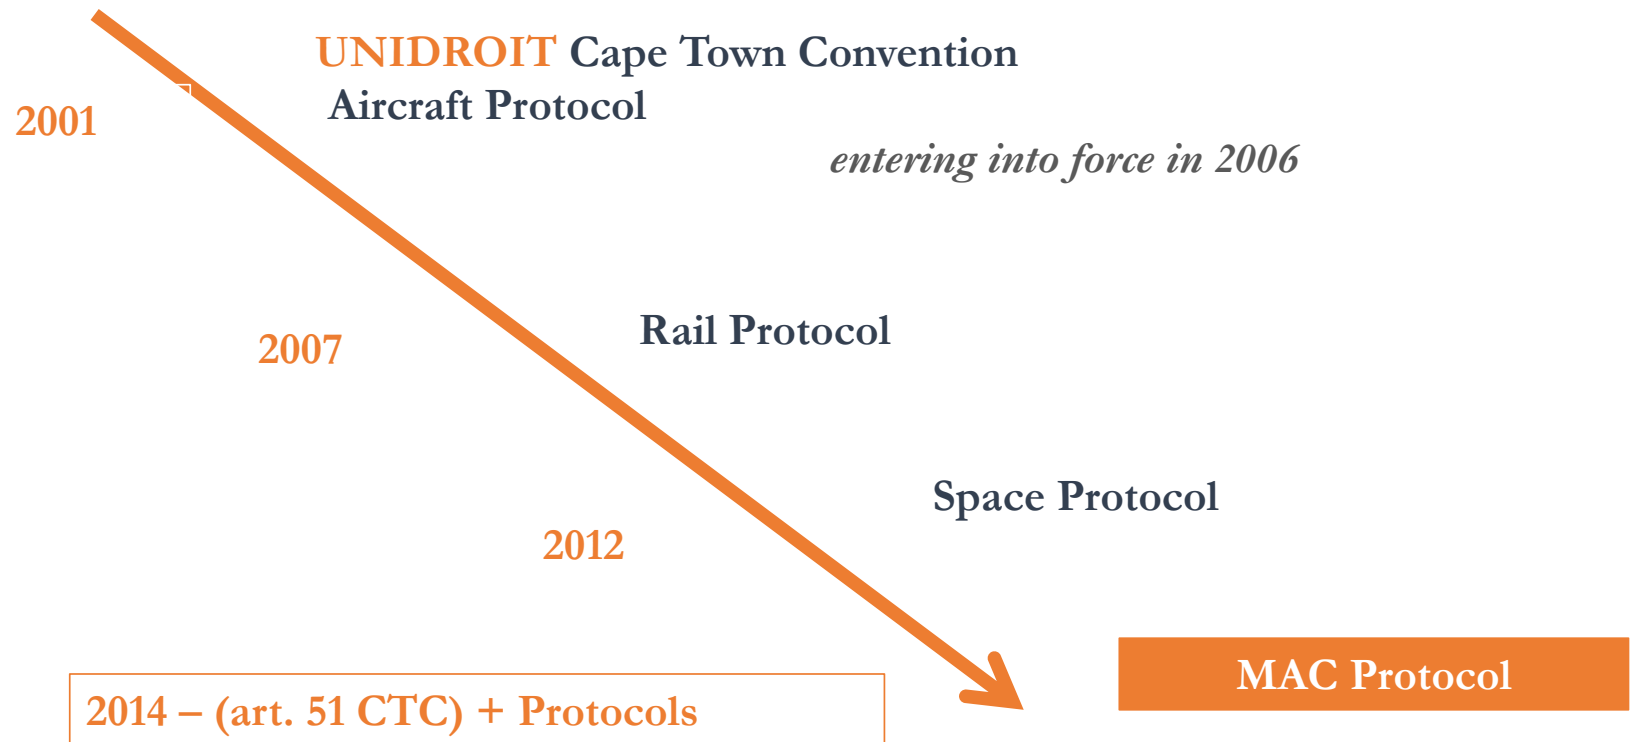 UNIDROIT Cape Town Convention
Aircraft Protocol
2001
entering into force in 2006
Rail Protocol
2007
Space Protocol
2012
MAC Protocol
2014 – (art. 51 CTC) + Protocols